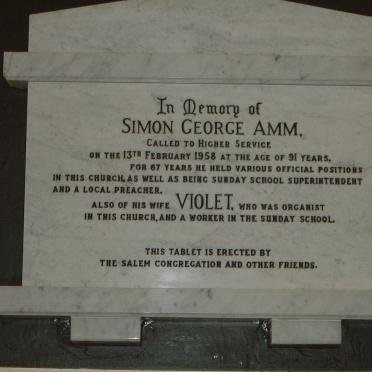 In Memory of
SIMON GEORGE AMM,
CALLED TO HIGHER SERVICE
ON THE 13TH FEBRUARY 1958 AT THE AGE OF 91 YEARS.
FOR 67 YEARS HE HELD VARIOUS OFFICIAL POSITIONS
IN THIS CHURCH, AS WELL AS BEING SUNDAY SCHOOL SUPERINTENDENT
AND A LOCAL PREACHER.
ALSO OF HIS WIFE VIOLET, WHO WAS ORGANIST
IN THIS CHURCH, AND A WORKER IN THE SUNDAY SCHOOL.
THIS TABLET IS ERECTED BY
THE SALEM CONGREGATION AND OTHER FRIENDS.